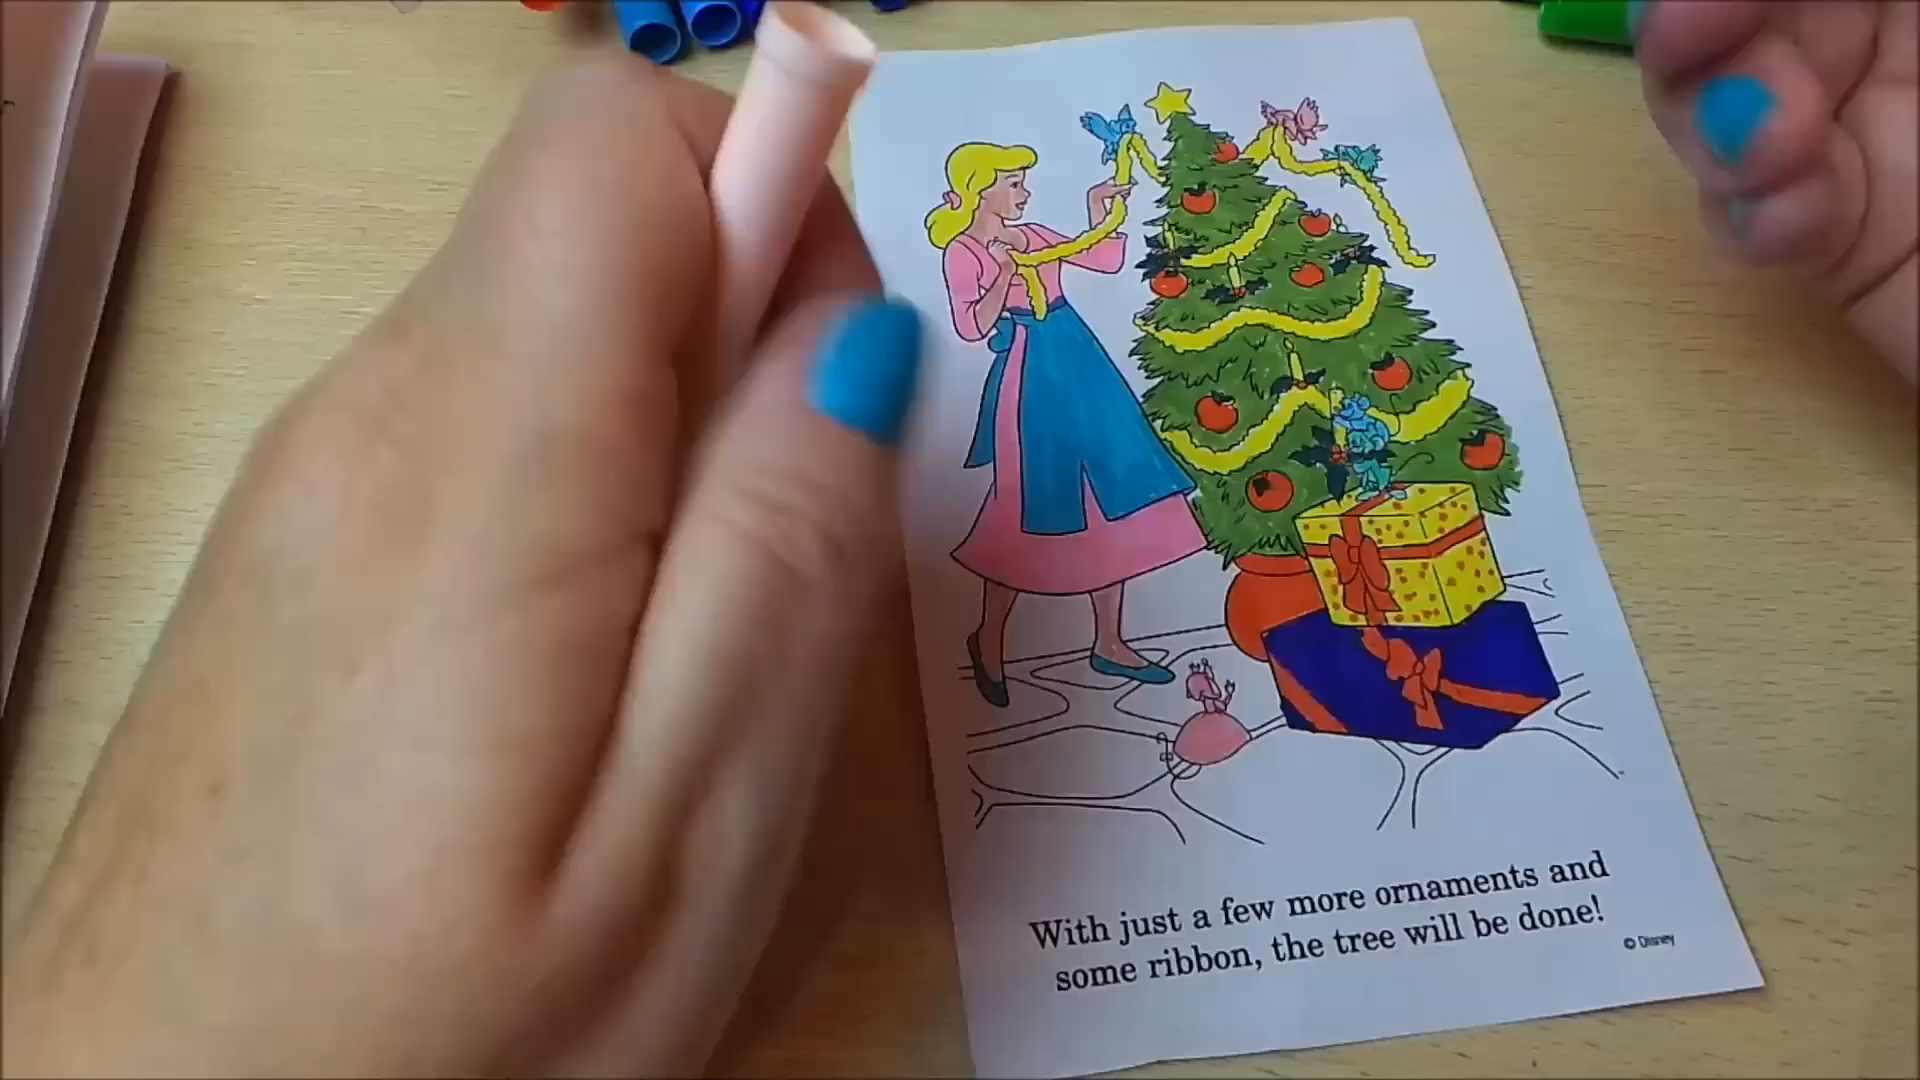 With just a few more ornaments and
some ribbon, the tree will be done!
© Disney